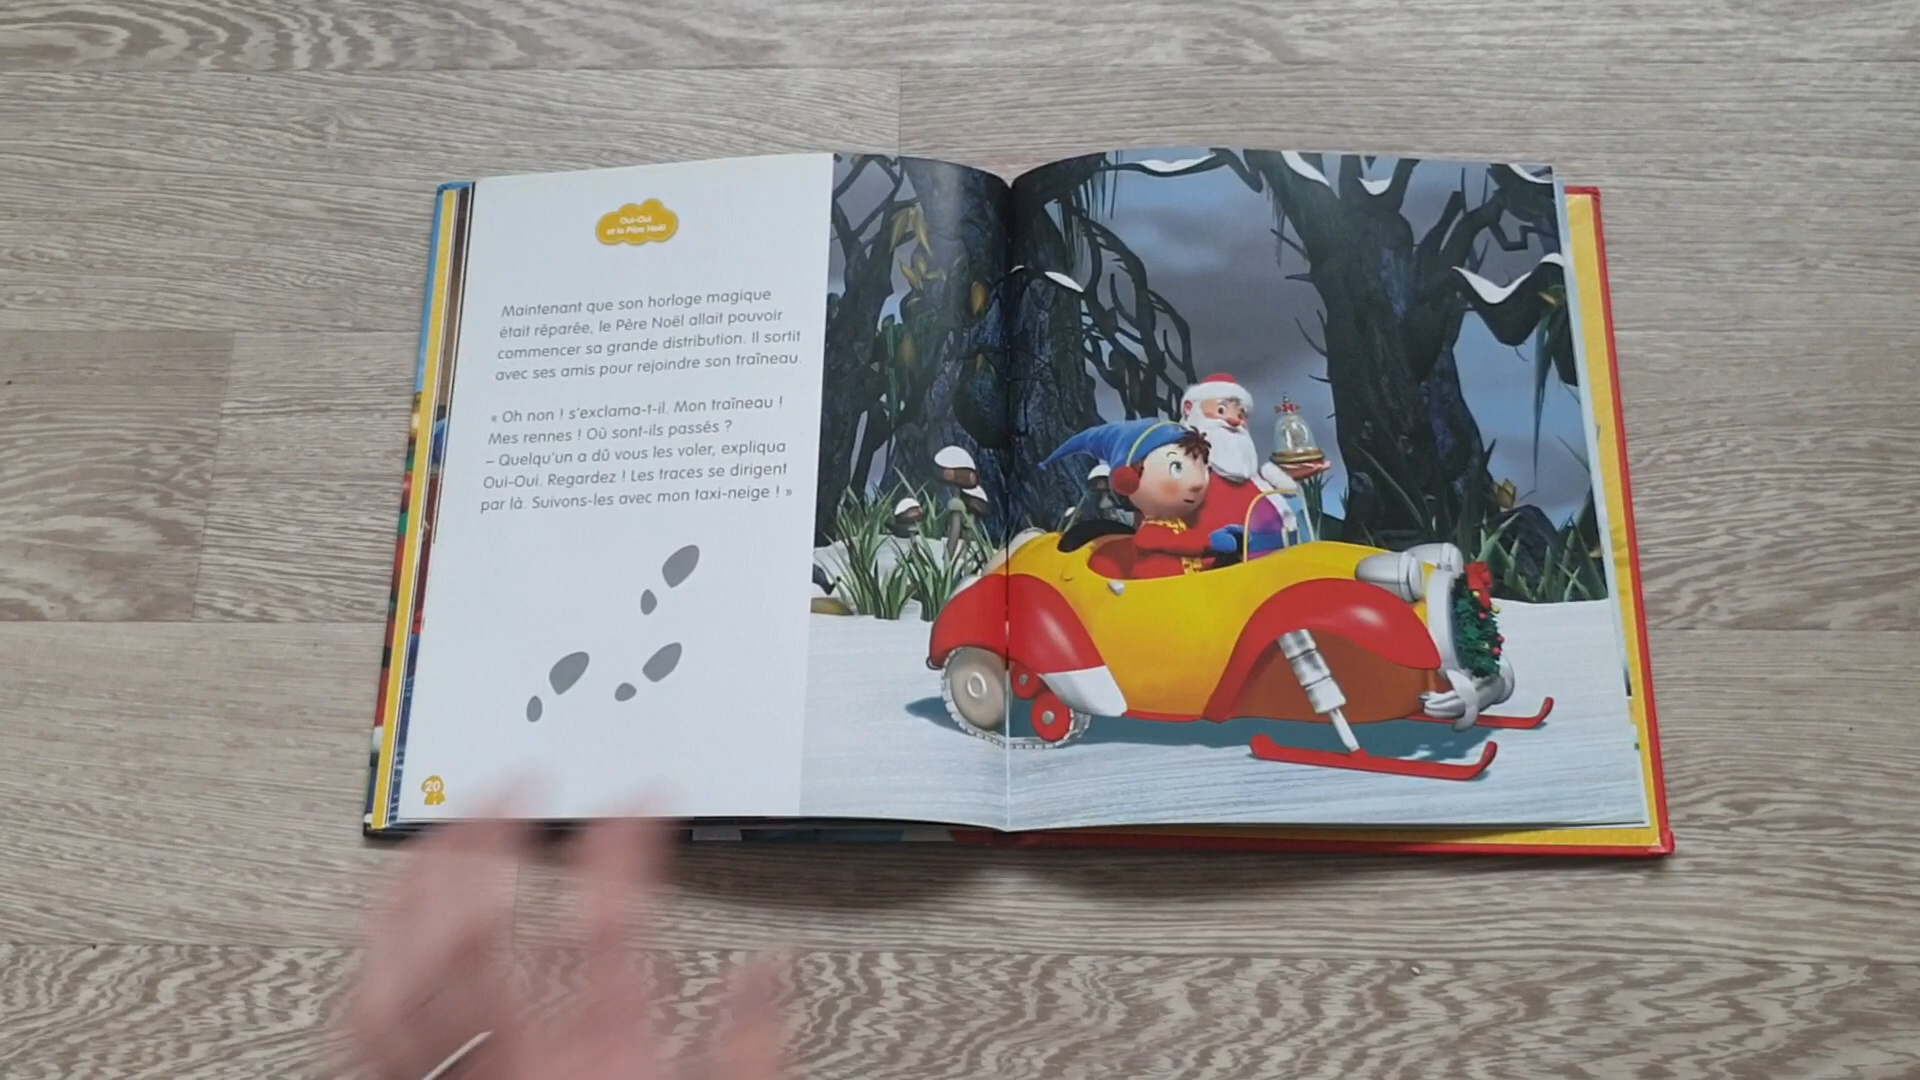 Oui-Oui
et le Père Noël
Maintenant que son horloge magique
était réparée, le Père Noël allait pouvoir
commencer sa grande distribution. Il sortit
avec ses amis pour rejoindre son traîneau.
« Oh non ! s'exclama-t-il. Mon traîneau !
Mes rennes ! Où sont-ils passés ?
– Quelqu'un a dû vous les voler, expliqua
Oui-Oui. Regardez ! Les traces se dirigent
par là. Suivons-les avec mon taxi-neige ! »
20